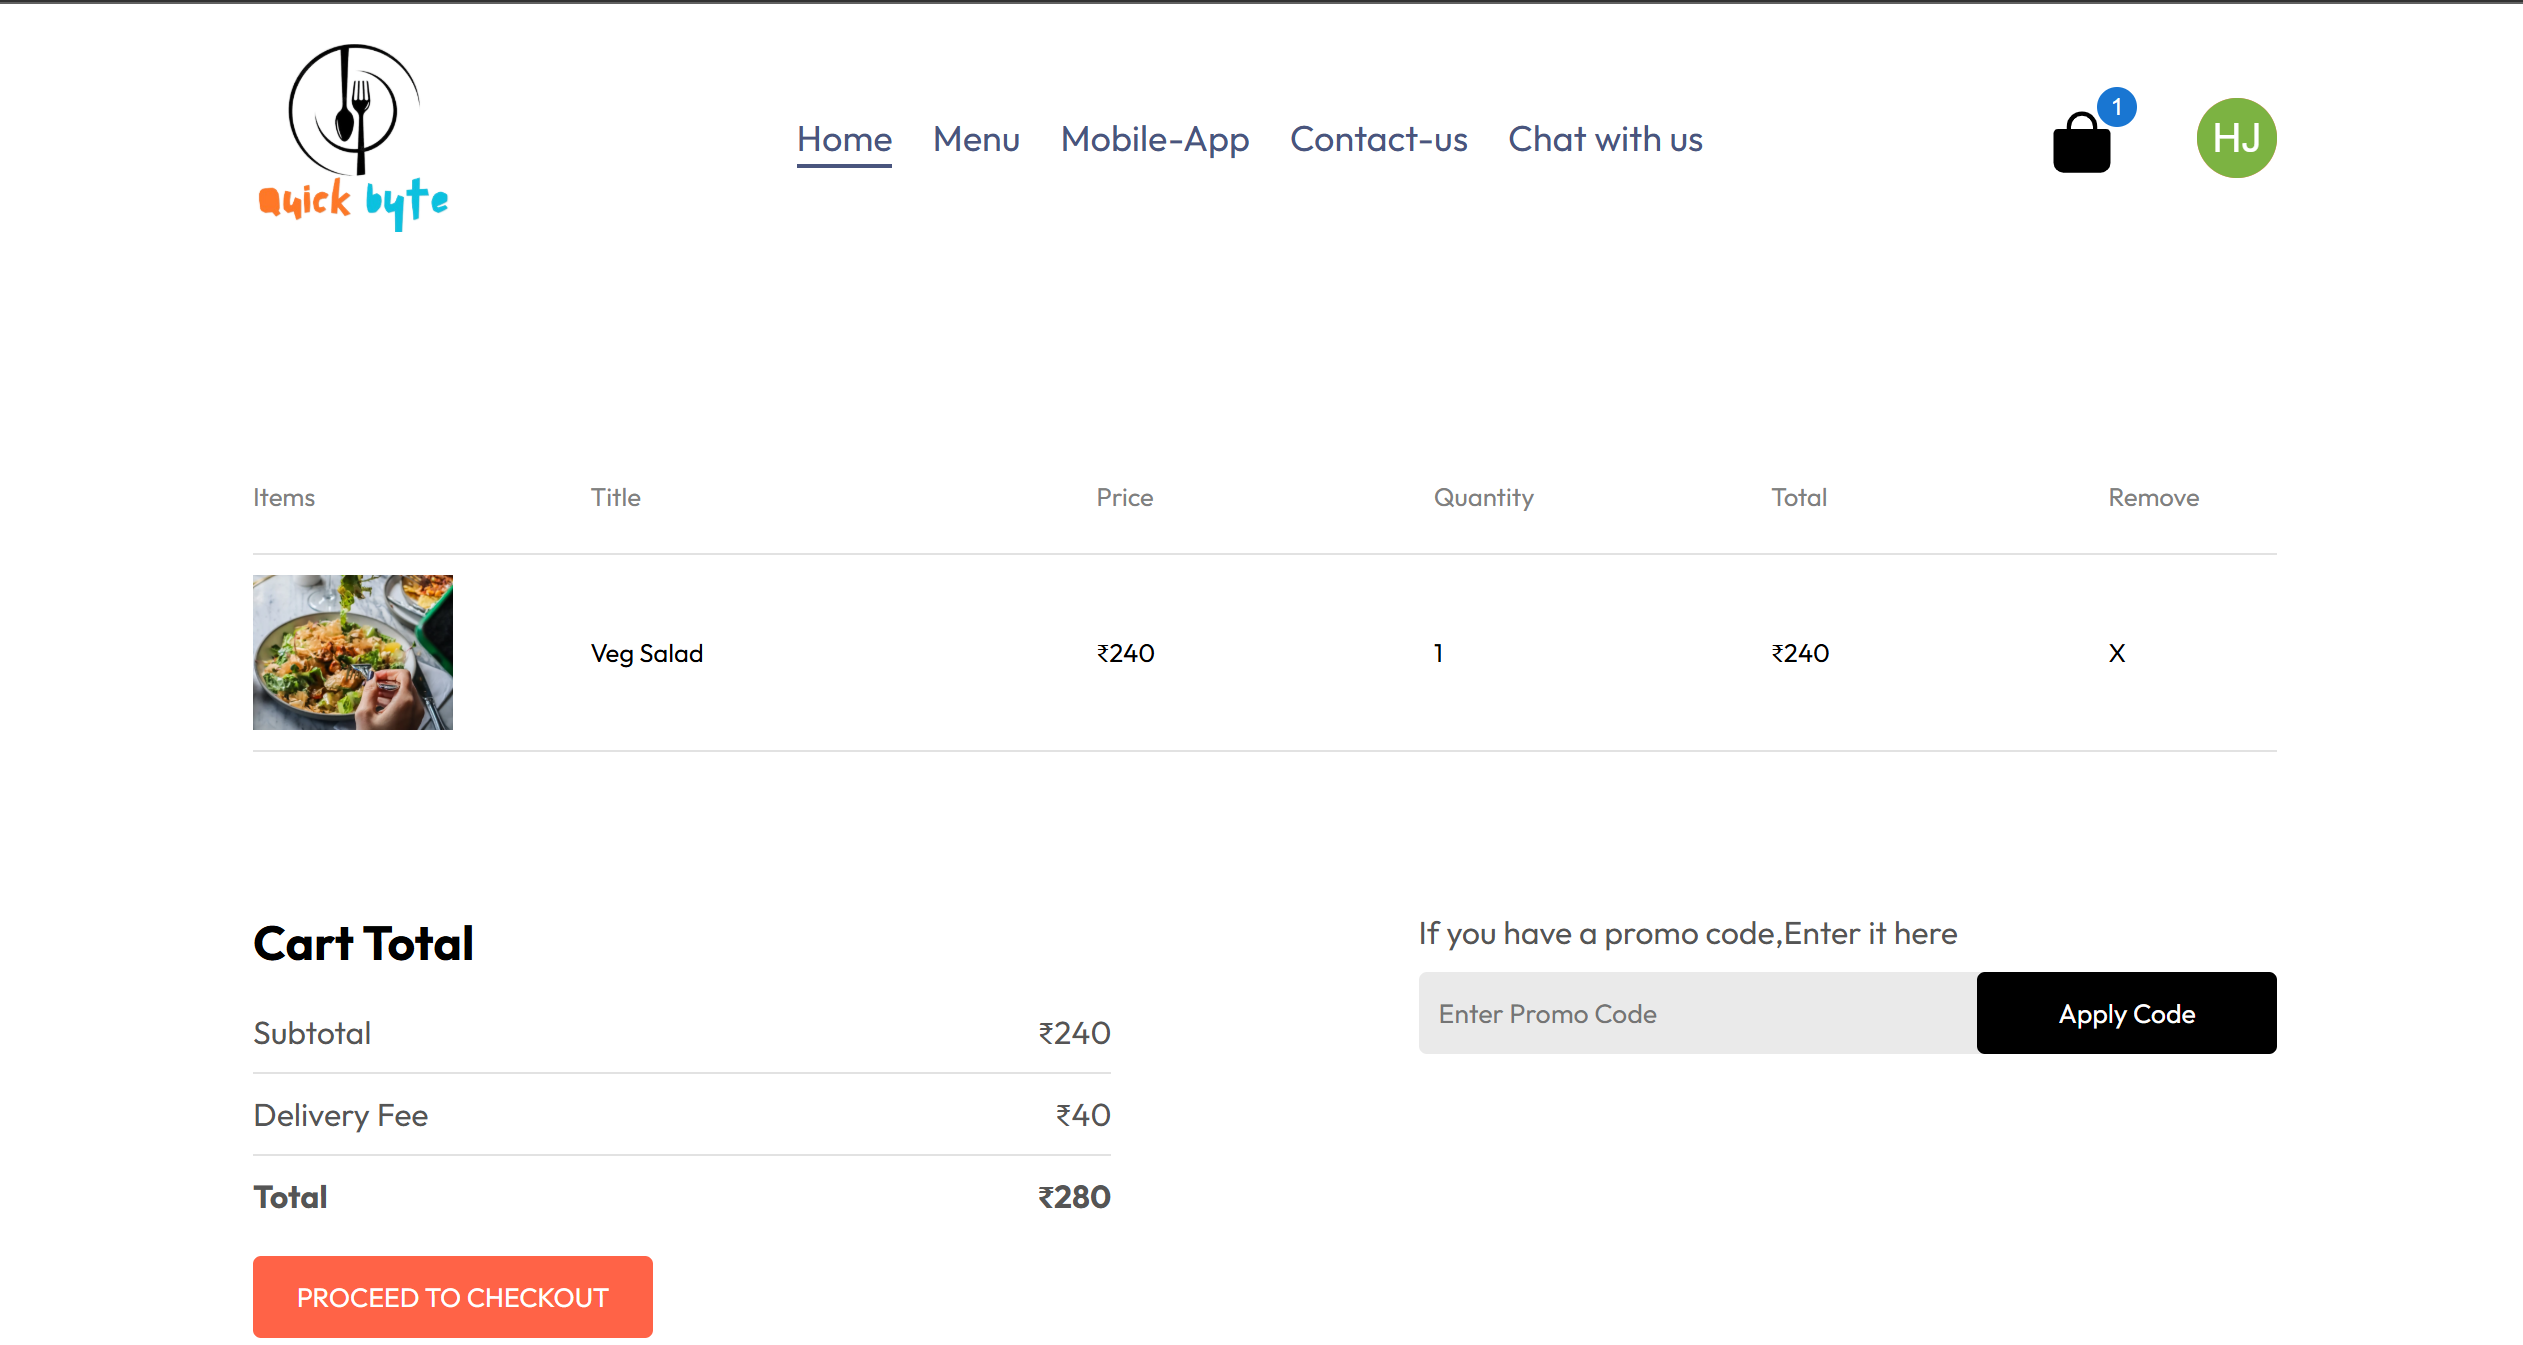 Quick byte
Home Menu Mobile-App Contact-us Chat with us
1
HJ
Items Title Price Quantity Total Remove
Veg Salad ₹240 1 ₹240 X
Cart Total
Subtotal ₹240
Delivery Fee ₹40
Total ₹280
PROCEED TO CHECKOUT
If you have a promo code,Enter it here
Enter Promo Code
Apply Code